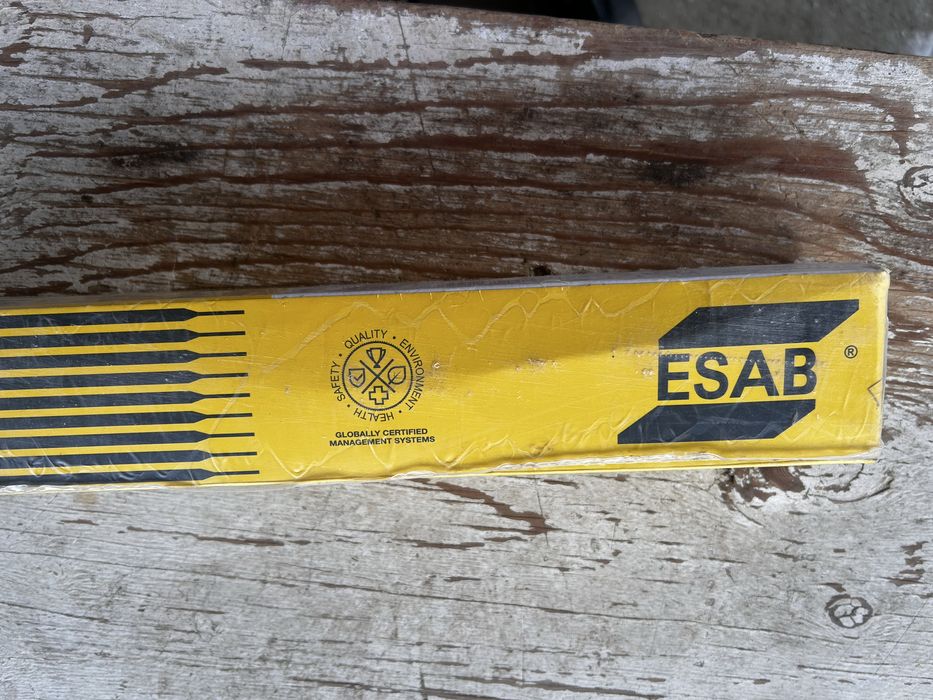 SAFETY · QUALITY · ENVIRONMENT · HEALTH ·
GLOBALLY CERTIFIED
MANAGEMENT SYSTEMS
ESAB ®